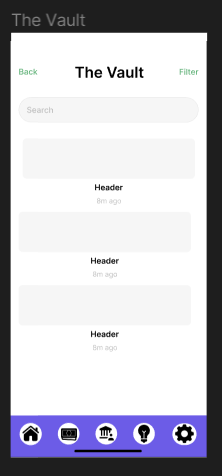 The Vault
Back The Vault Filter
Search
Header
8m ago
Header
8m ago
Header
8m ago